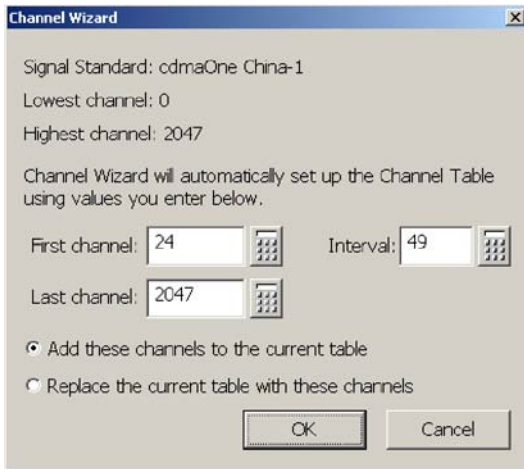 Channel Wizard
Signal Standard: cdmaOne China-1
Lowest channel: 0
Highest channel: 2047
Channel Wizard will automatically set up the Channel Table
using values you enter below.
First channel: 24 Interval: 49
Last channel: 2047
Add these channels to the current table
Replace the current table with these channels
OK Cancel